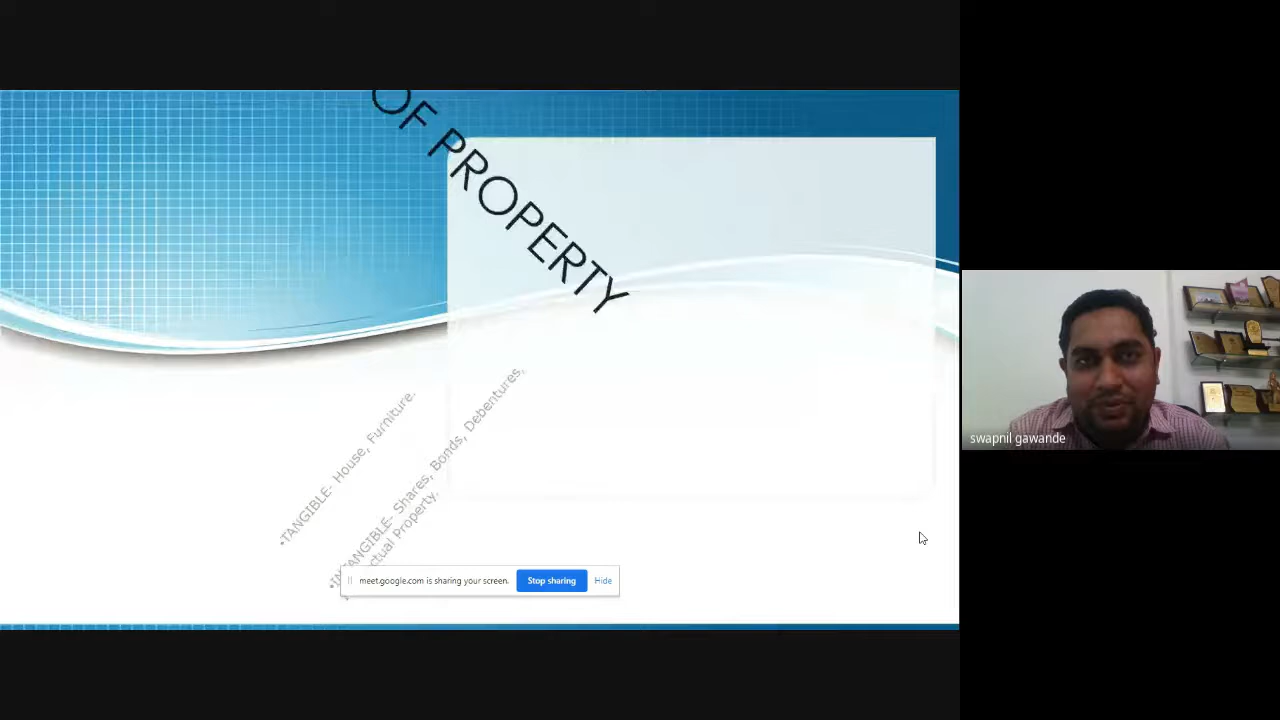 OF PROPERTY
•TANGIBLE- House, Furniture.
TANGIBLE- Shares, Bonds, Debentures,
Property.
meet.google.com is sharing your screen.
Stop sharing
Hide
swapnil gawande